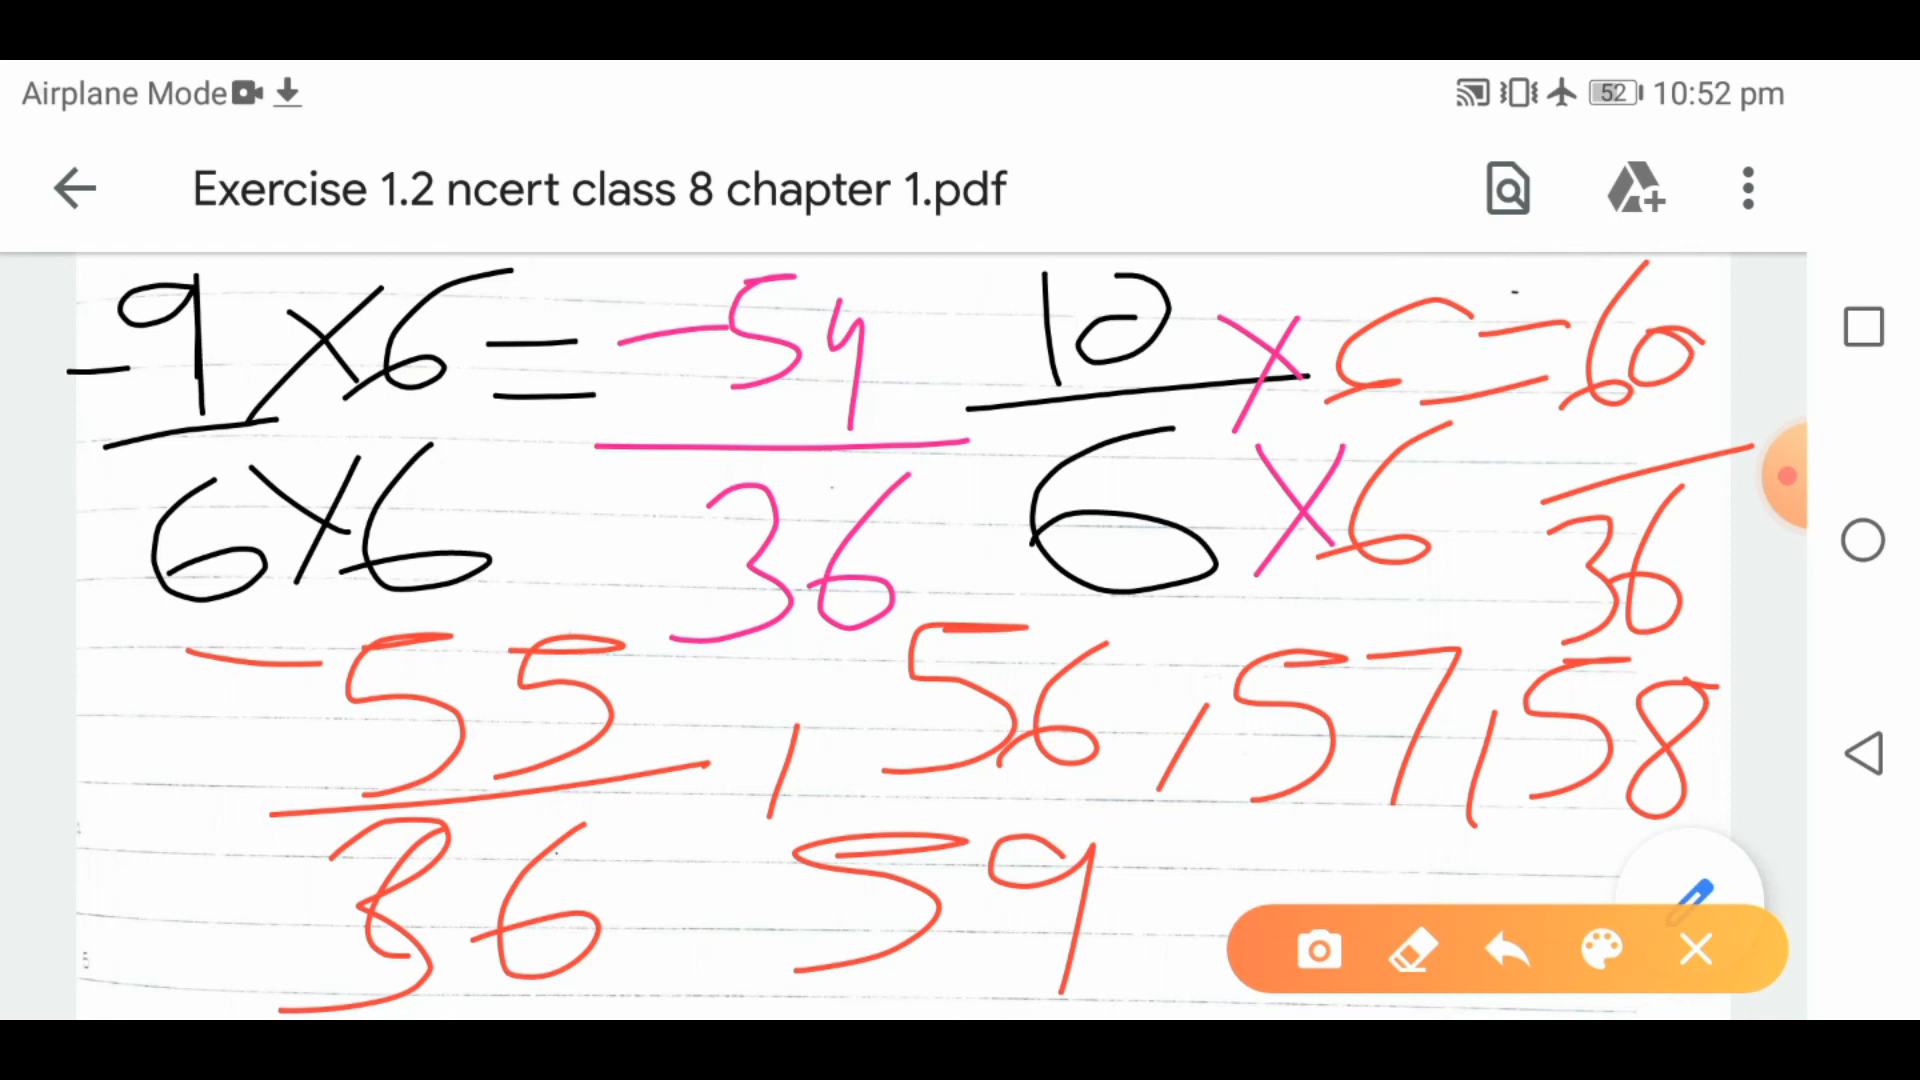 Airplane Mode 52 10:52 pm
Exercise 1.2 ncert class 8 chapter 1.pdf
-9 × 6 = -54 10 × 6 = 60
6 × 6 36 6 × 6 36
-55 , 56 , 57 , 58
36 59